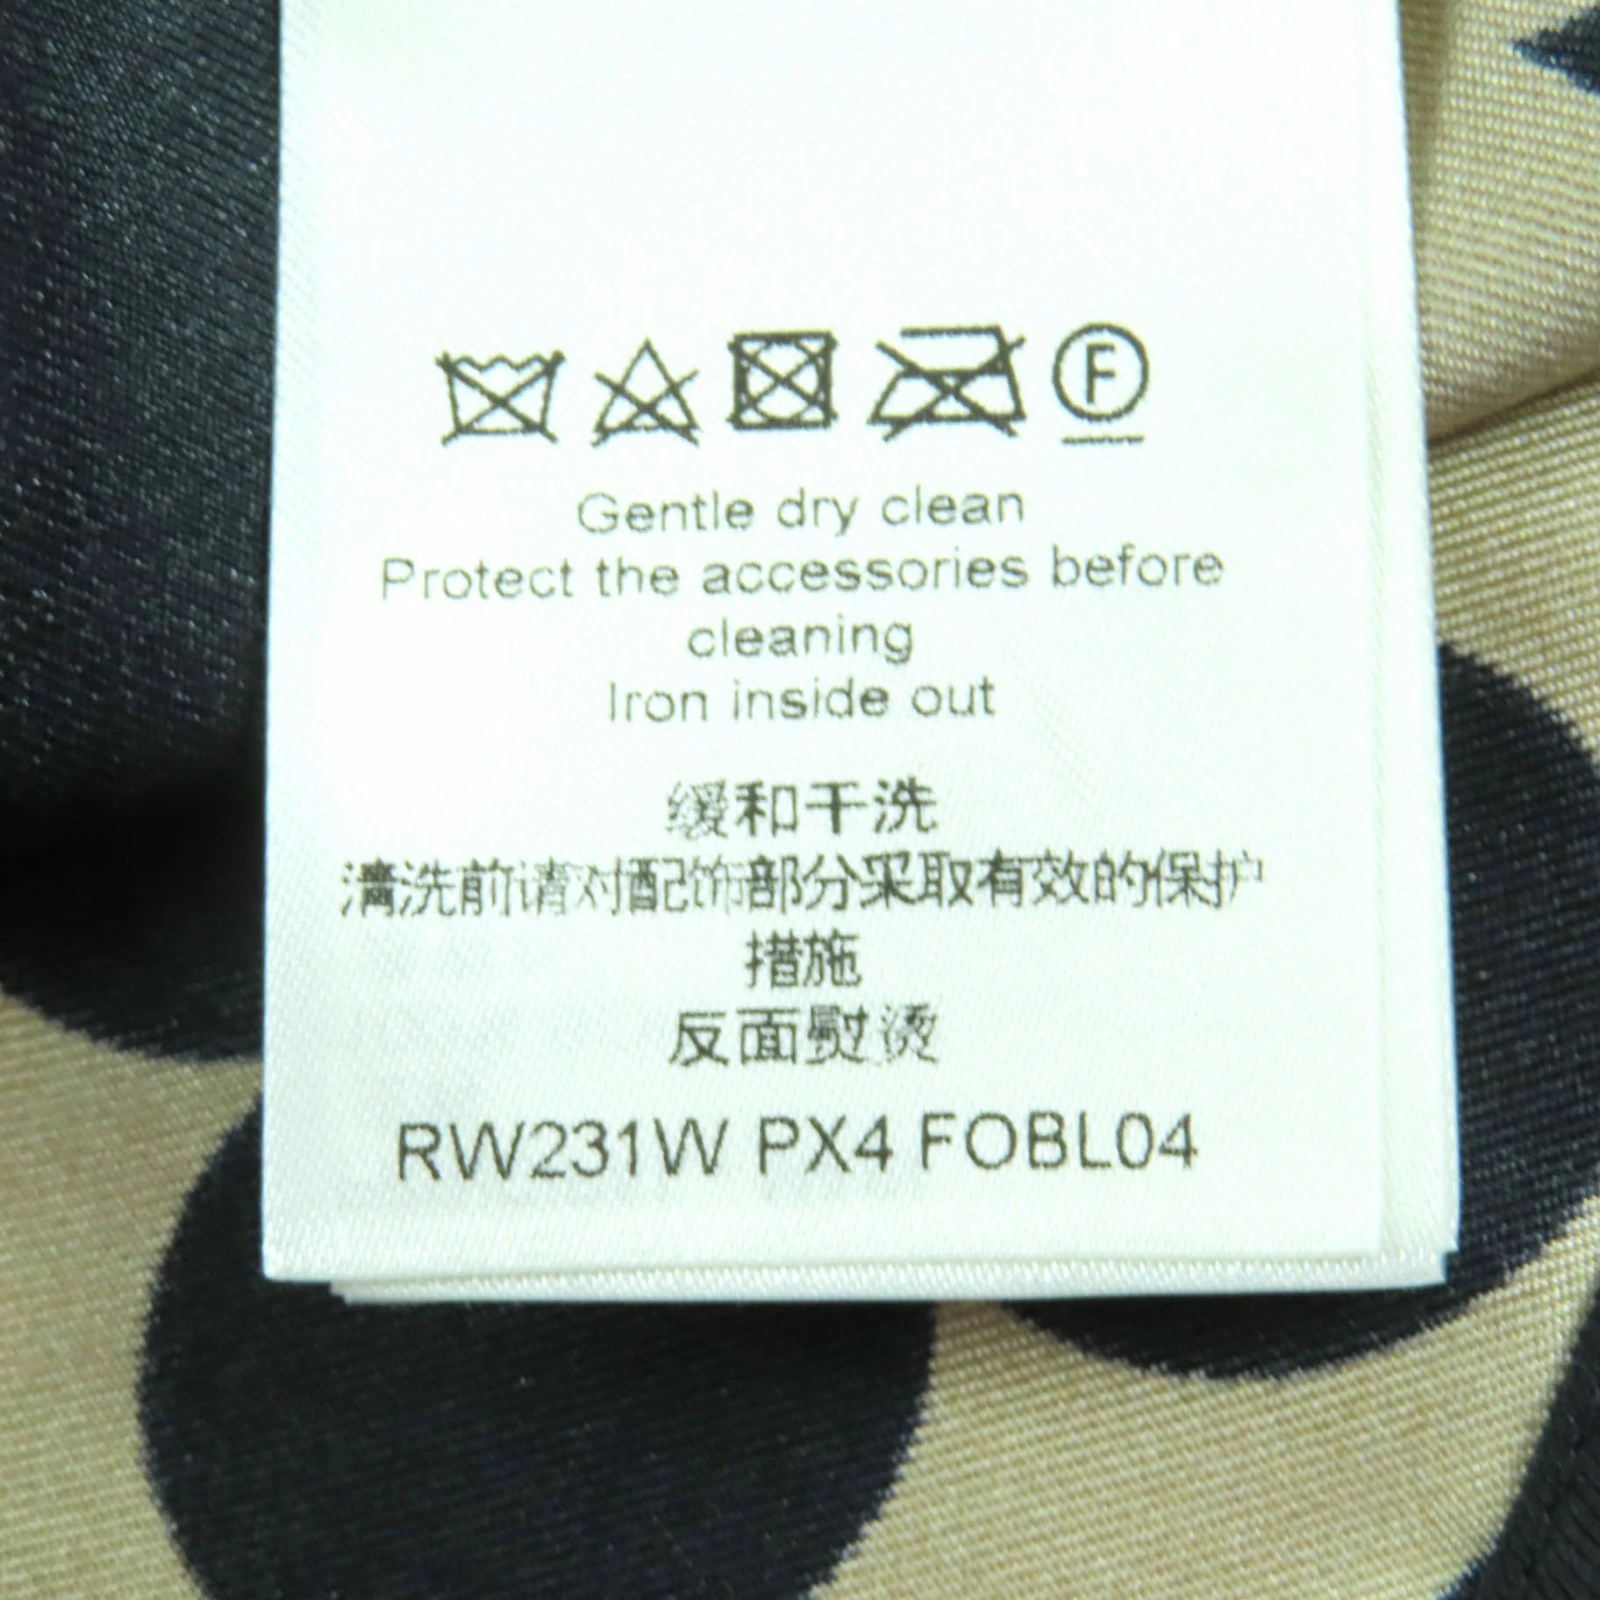 F
Gentle dry clean
Protect the accessories before
cleaning
Iron inside out
缓和干洗
清洗前请对配饰部分采取有效的保护
措施
反面熨烫
RW231W PX4 FOBL04